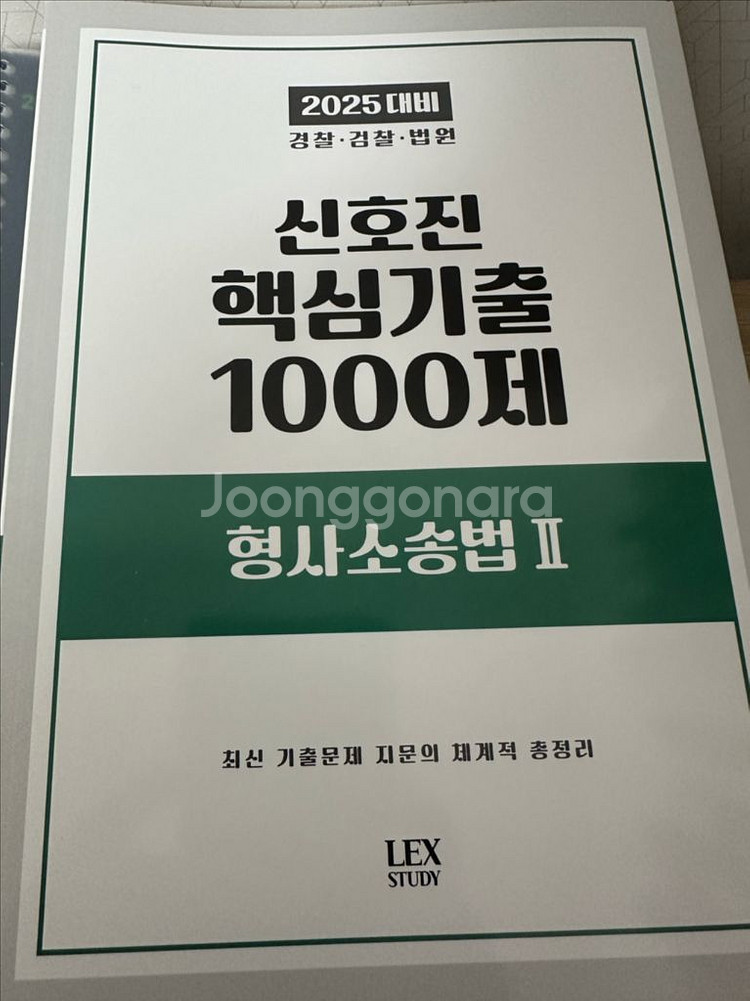 2025 대비
경찰·검찰·법원
신호진
핵심기출
1000제
Joonggonara
형사소송법 Ⅱ
최신 기출문제 지문의 체계적 총정리
LEX
STUDY